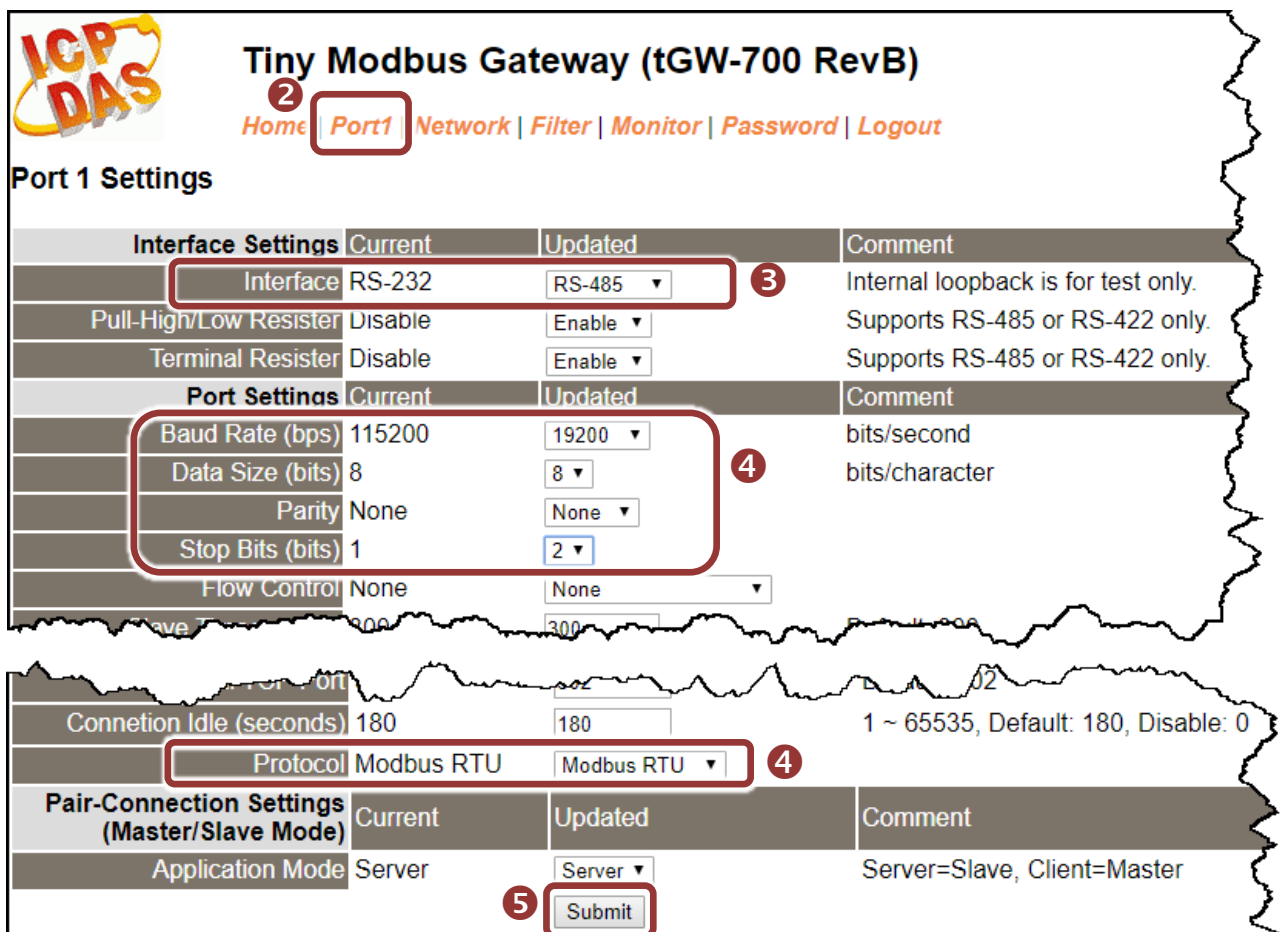 ICP
DAS
Tiny Modbus Gateway (tGW-700 RevB)
2
Home | Port1 | Network | Filter | Monitor | Password | Logout
Port 1 Settings
Interface Settings Current Updated Comment
Interface RS-232 RS-485 3 Internal loopback is for test only.
Pull-High/Low Resister Disable Enable Supports RS-485 or RS-422 only.
Terminal Resister Disable Enable Supports RS-485 or RS-422 only.
Port Settings Current Updated Comment
Baud Rate (bps) 115200 19200 bits/second
Data Size (bits) 8 8 4 bits/character
Parity None None
Stop Bits (bits) 1 2
Flow Control None None
300
Connetion Idle (seconds) 180 180 1 ~ 65535, Default: 180, Disable: 0
Protocol Modbus RTU Modbus RTU 4
Pair-Connection Settings
(Master/Slave Mode) Current Updated Comment
Application Mode Server Server Server=Slave, Client=Master
5 Submit